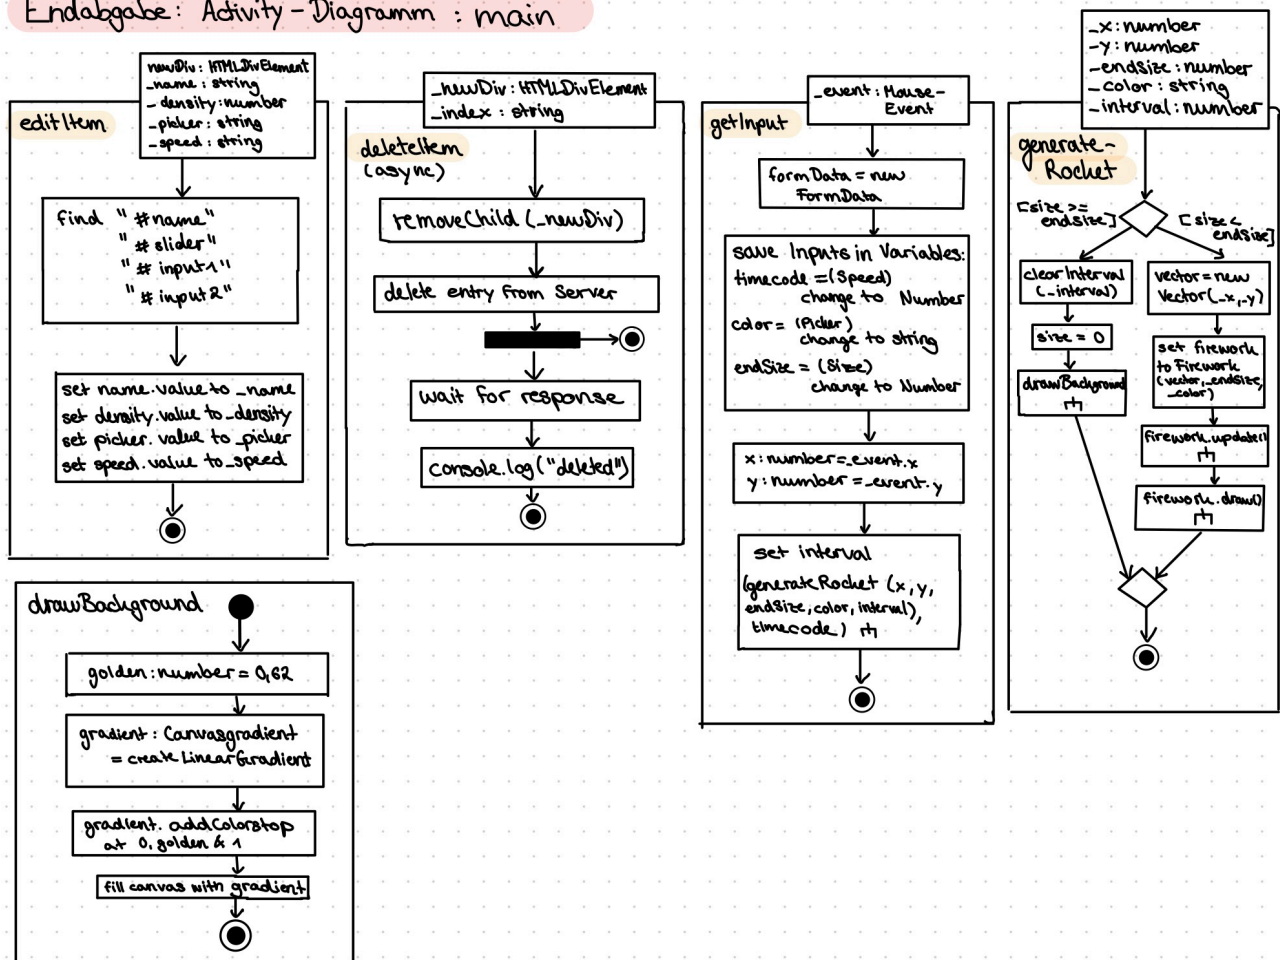 Endabgabe: Activity-Diagramm : main
editItem
newDiv: HTMLDivElement
_name: string
_density: number
_picker: string
_speed: string
find "#name"
"#slider"
"#input1"
"#input2"
set name.value to _name
set density.value to _density
set picker.value to _picker
set speed.value to _speed
_newDiv: HTMLDivElement
_index: string
deleteItem
(async)
removeChild (_newDiv)
delete entry from Server
wait for response
console.log("deleted")
_event: Mouse-
Event
getInput
formData = new
FormData
save Inputs in Variables:
timecode = (Speed)
change to Number
color = (Picker)
change to string
endSize = (Size)
change to Number
x: number=_event.x
y: number =_event.y
set interval
(generateRocket (x, y,
endSize, color, interval),
timecode)
_x: number
-y: number
_endSize: number
_color: string
_interval: number
generate-
Rocket
[size >=
endsize]
[size <
endSize]
clearInterval
(_interval)
size = 0
drawBackground
vector = new
Vector(_x,_y)
set firework
to Firework
(vector,_endSize,
_color)
firework.update()
firework.draw()
drawBackground
golden: number = 0,62
gradient: Canvasgradient
= createLinearGradient
gradient. addColorstop
at 0, golden & 1
fill canvas with gradient